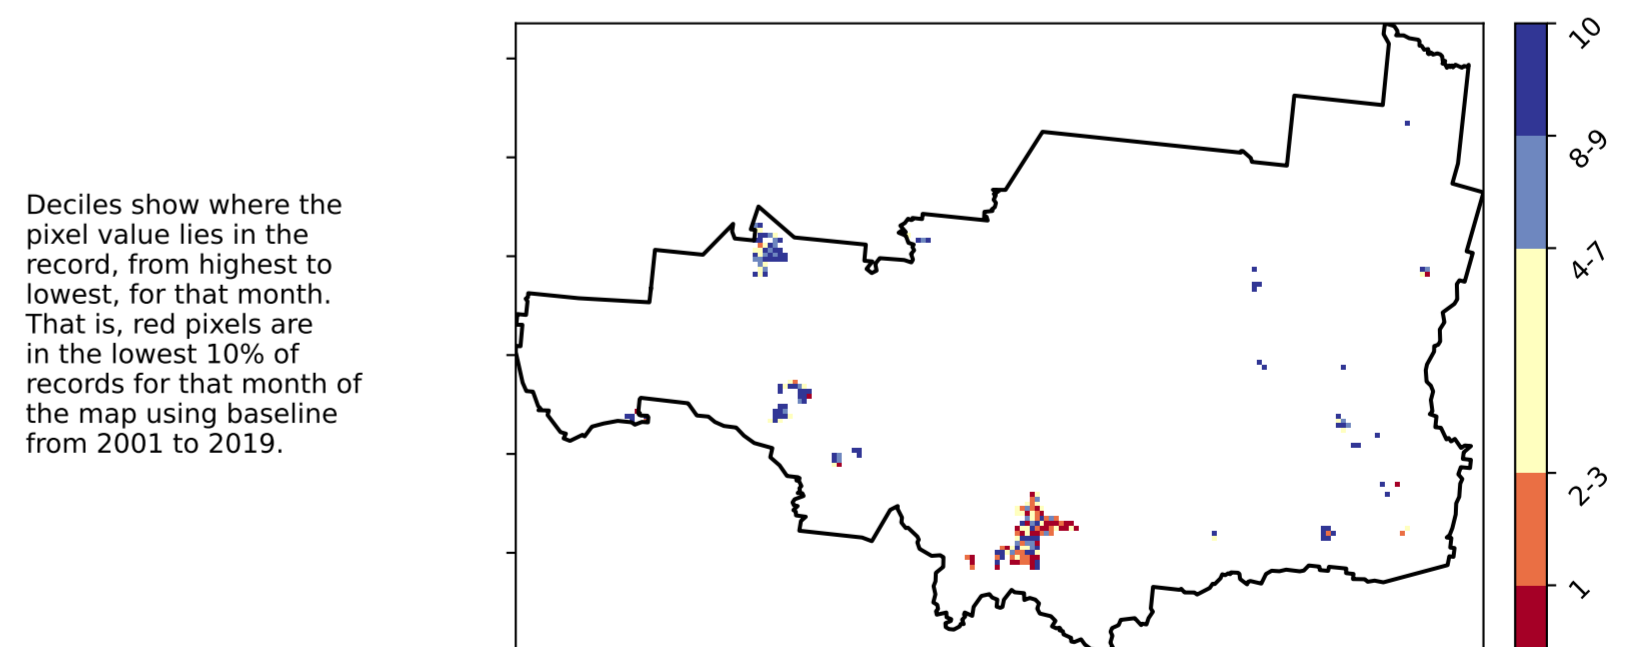 Deciles show where the
pixel value lies in the
record, from highest to
lowest, for that month.
That is, red pixels are
in the lowest 10% of
records for that month of
the map using baseline
from 2001 to 2019.
10
8-9
4-7
2-3
1